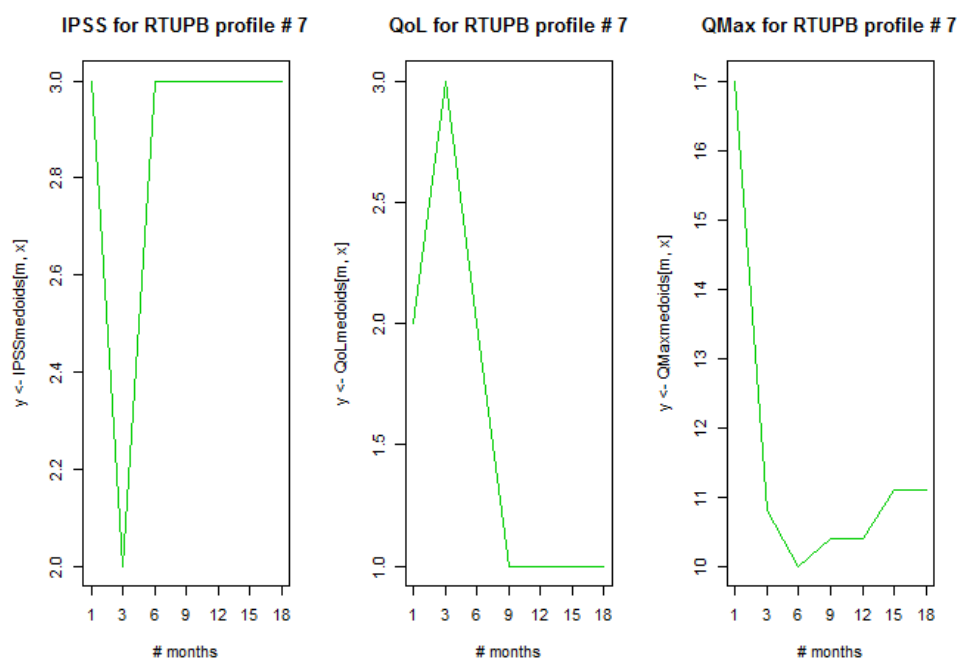 IPSS for RTUPB profile # 7
y <- IPSSmedoids[m, x]
3.0
2.8
2.6
2.4
2.2
2.0
1 3 6 9 12 15 18
# months
QoL for RTUPB profile # 7
y <- QoLmedoids[m, x]
3.0
2.5
2.0
1.5
1.0
1 3 6 9 12 15 18
# months
QMax for RTUPB profile # 7
y <- QMaxmedoids[m, x]
17
16
15
14
13
12
11
10
1 3 6 9 12 15 18
# months